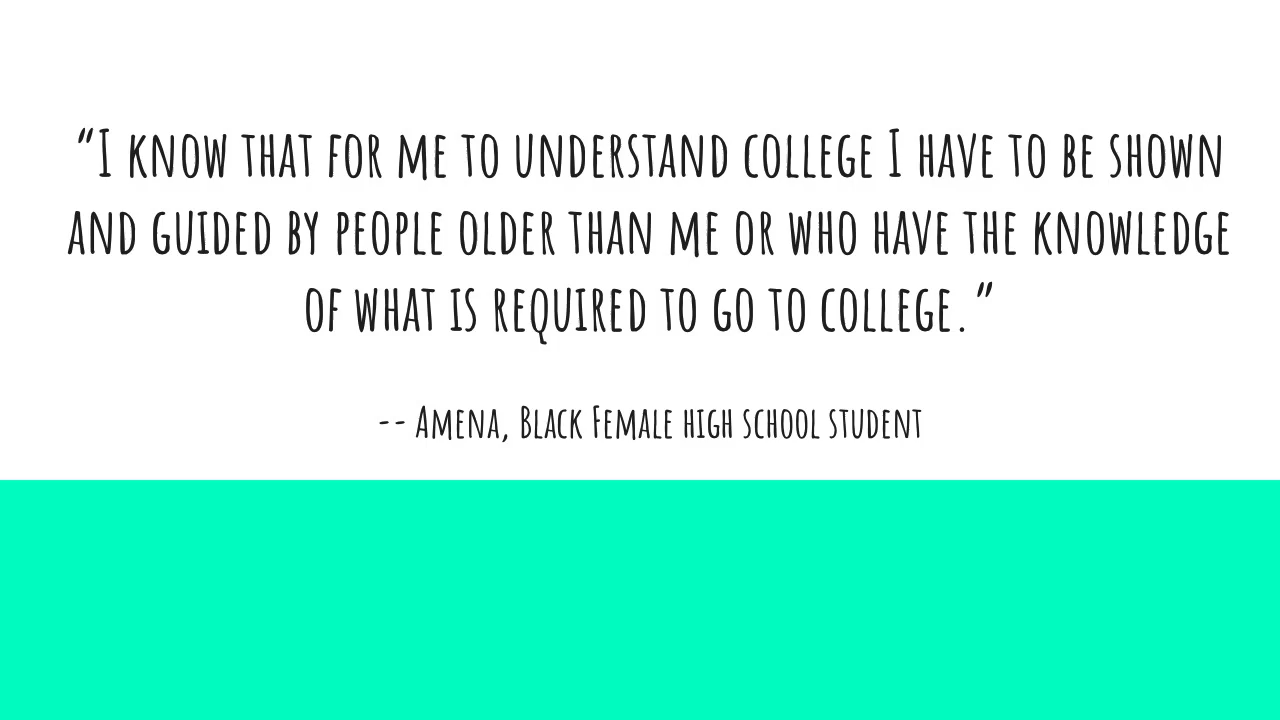 “I know that for me to understand college I have to be shown
and guided by people older than me or who have the knowledge
of what is required to go to college.”
-- Amena, Black Female high school student